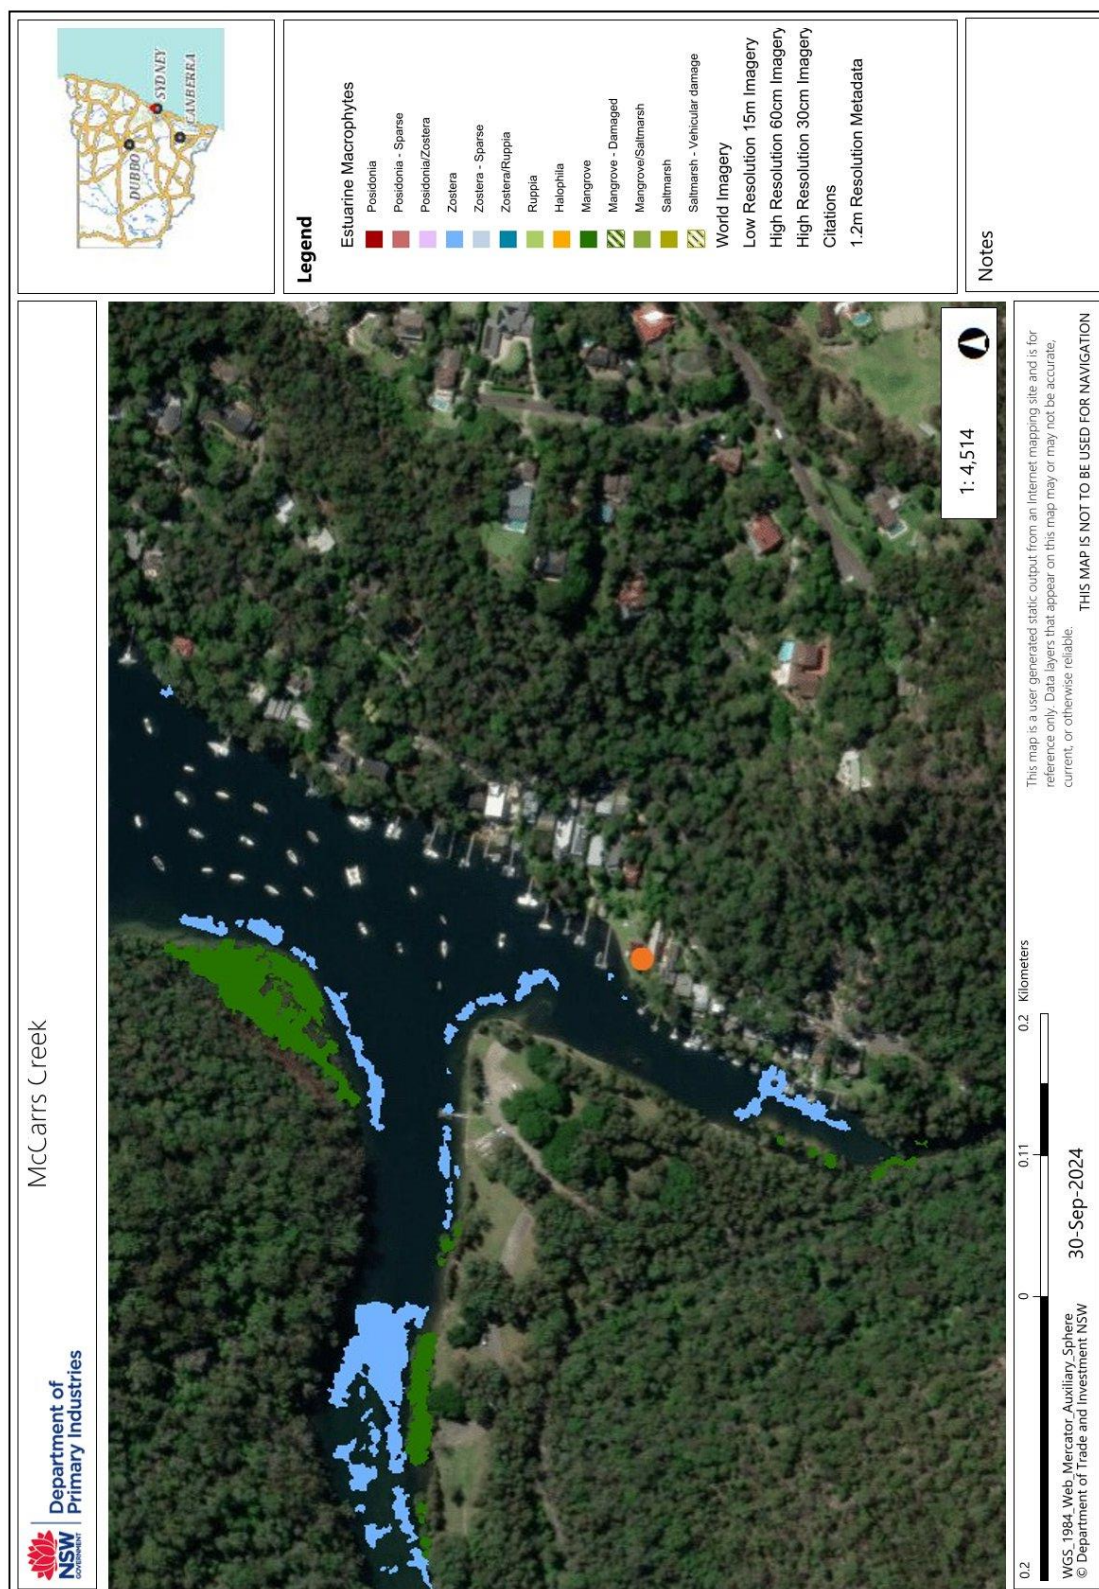 NSW
GOVERNMENT
Department of
Primary Industries
McCarrs Creek
DUBBO
SYDNEY
CANBERRA
Legend
Estuarine Macrophytes
Posidonia
Posidonia - Sparse
Posidonia/Zostera
Zostera
Zostera - Sparse
Zostera/Ruppia
Ruppia
Halophila
Mangrove
Mangrove - Damaged
Mangrove/Saltmarsh
Saltmarsh
Saltmarsh - Vehicular damage
World Imagery
Low Resolution 15m Imagery
High Resolution 60cm Imagery
High Resolution 30cm Imagery
Citations
1.2m Resolution Metadata
1: 4,514
Notes
0.2
0
0.11
0.2
Kilometers
WGS_1984_Web_Mercator_Auxiliary_Sphere
© Department of Trade and Investment NSW
30-Sep-2024
This map is a user generated static output from an Internet mapping site and is for
reference only. Data layers that appear on this map may or may not be accurate,
current, or otherwise reliable.
THIS MAP IS NOT TO BE USED FOR NAVIGATION